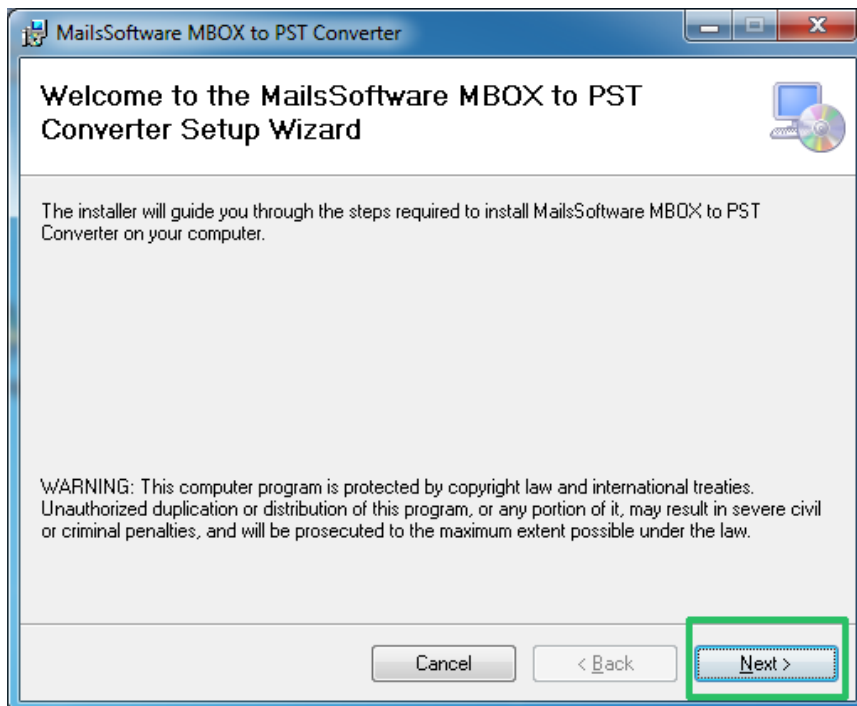 MailsSoftware MBOX to PST Converter
Welcome to the MailsSoftware MBOX to PST
Converter Setup Wizard
The installer will guide you through the steps required to install MailsSoftware MBOX to PST
Converter on your computer.
WARNING: This computer program is protected by copyright law and international treaties.
Unauthorized duplication or distribution of this program, or any portion of it, may result in severe civil
or criminal penalties, and will be prosecuted to the maximum extent possible under the law.
Cancel < Back Next >